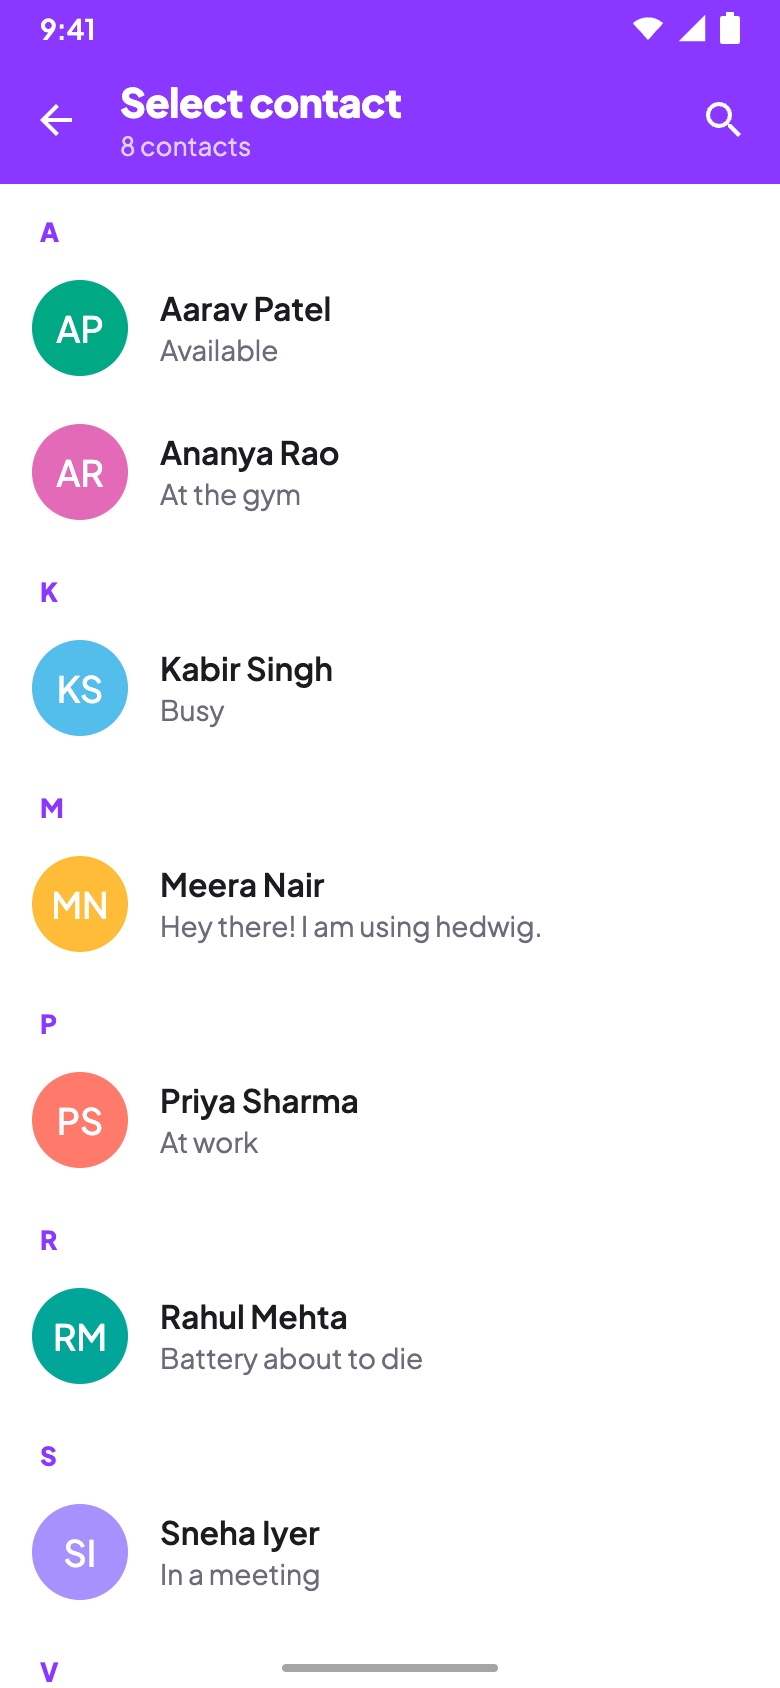 9:41
Select contact
8 contacts
A
AP
Aarav Patel
Available
AR
Ananya Rao
At the gym
K
KS
Kabir Singh
Busy
M
MN
Meera Nair
Hey there! I am using hedwig.
P
PS
Priya Sharma
At work
R
RM
Rahul Mehta
Battery about to die
S
SI
Sneha Iyer
In a meeting
V